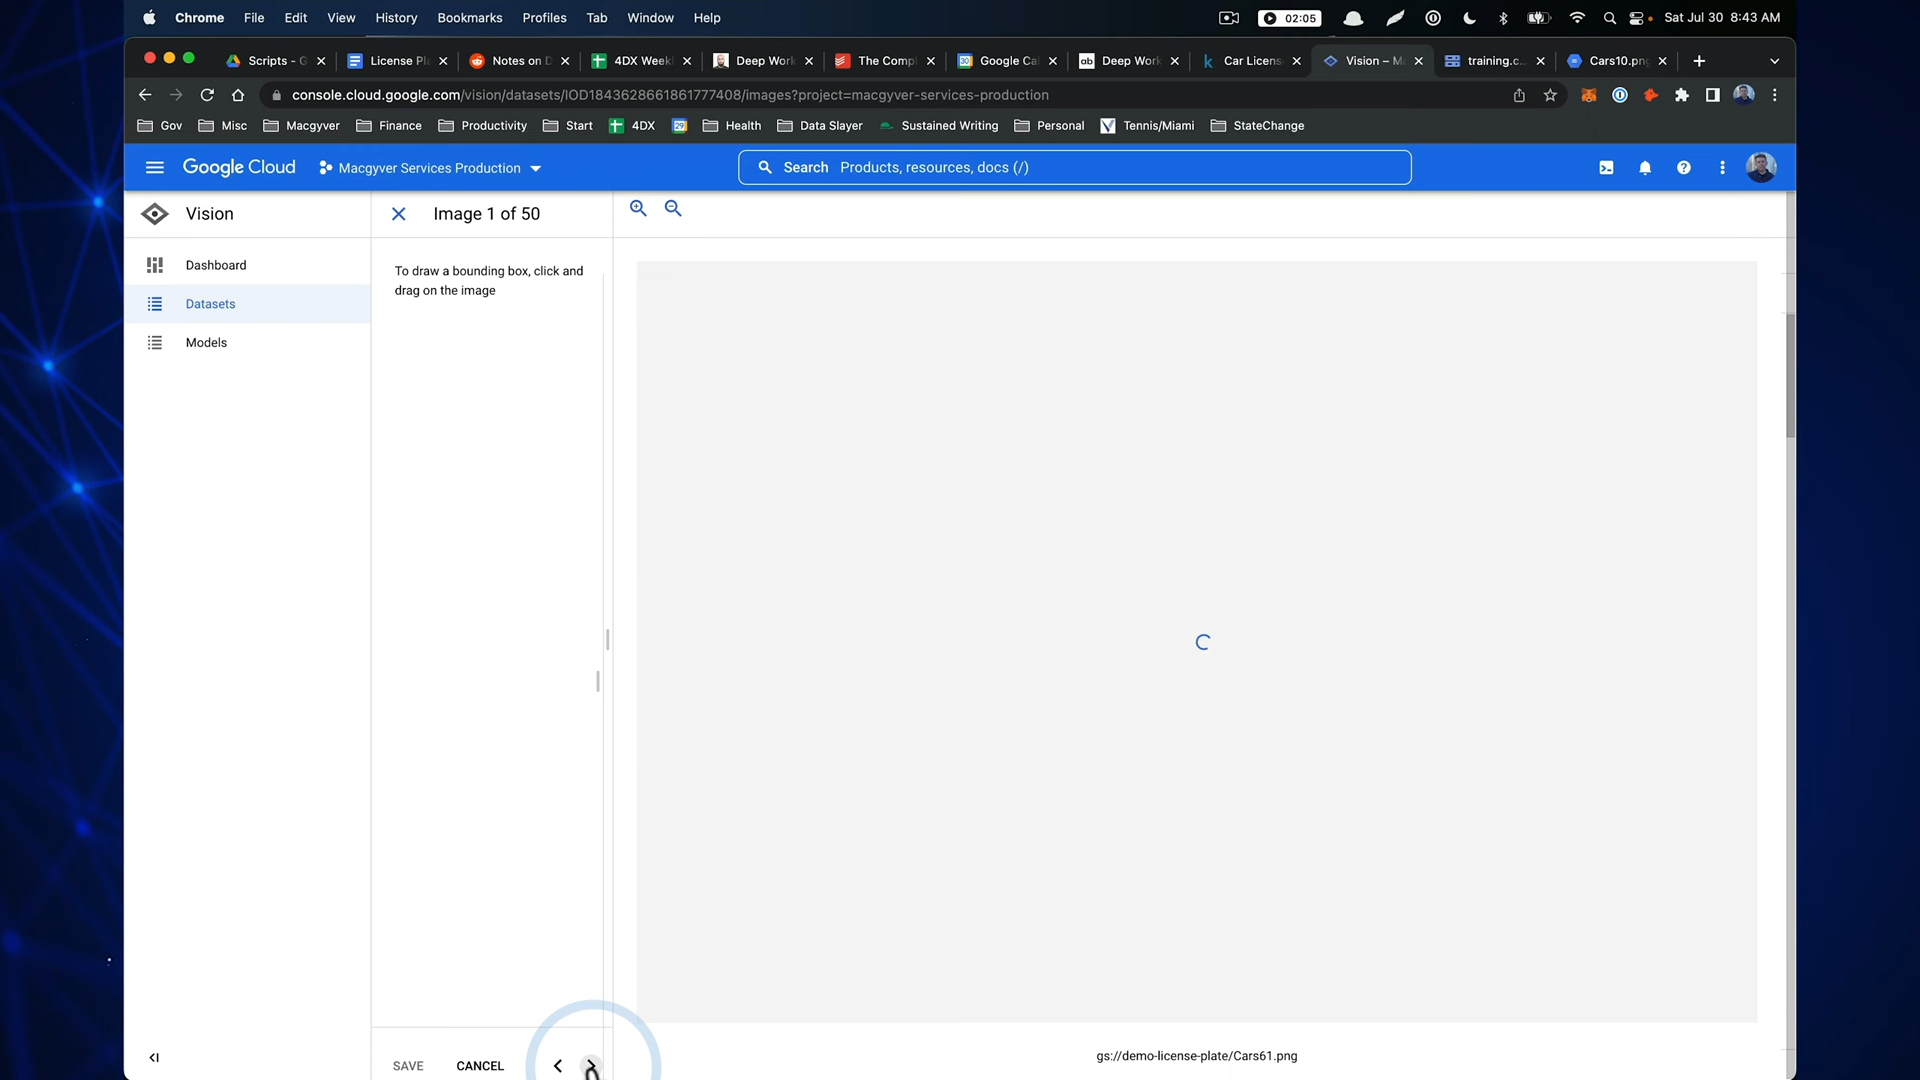 Chrome File Edit View History Bookmarks Profiles Tab Window Help 02:05 Sat Jul 30 8:43 AM
Scripts - G License Pl Notes on D 4DX Week Deep Work The Compl Google Cal Deep Work Car Licens Vision – M training.c.. Cars10.png
console.cloud.google.com/vision/datasets/IOD1843628661861777408/images?project=macgyver-services-production
Gov Misc Macgyver Finance Productivity Start 4DX Health Data Slayer Sustained Writing Personal Tennis/Miami StateChange
Google Cloud Macgyver Services Production Search Products, resources, docs (/)
Vision
Image 1 of 50
Dashboard
Datasets
Models
To draw a bounding box, click and
drag on the image
gs://demo-license-plate/Cars61.png
SAVE CANCEL